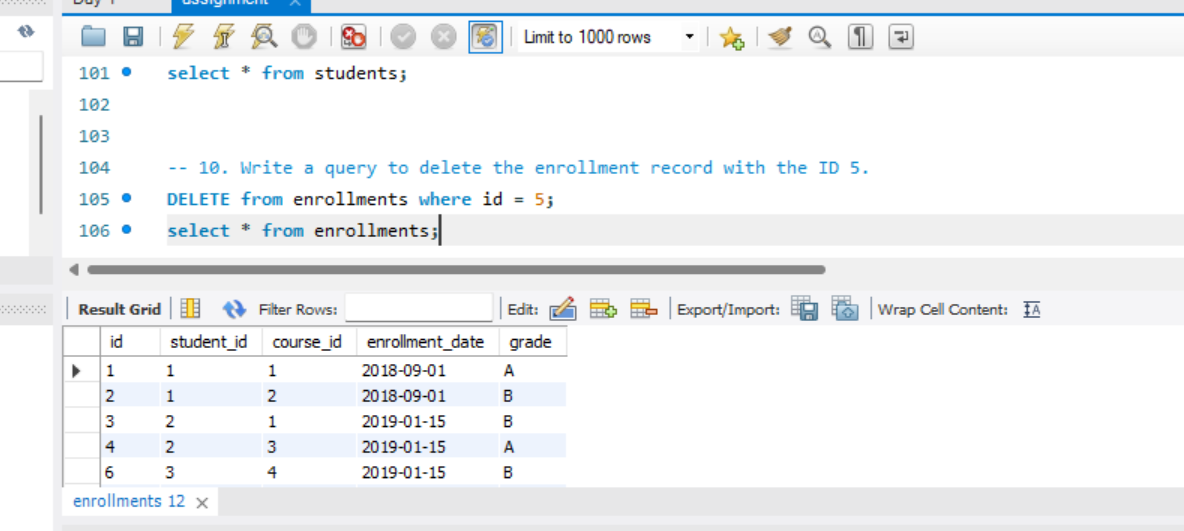 Day 1
assignment
Limit to 1000 rows
101 select * from students;
102
103
104 -- 10. Write a query to delete the enrollment record with the ID 5.
105 DELETE from enrollments where id = 5;
106 select * from enrollments;
Result Grid Filter Rows: Edit: Export/Import: Wrap Cell Content:
id student_id course_id enrollment_date grade
1 1 1 2018-09-01 A
2 1 2 2018-09-01 B
3 2 1 2019-01-15 B
4 2 3 2019-01-15 A
6 3 4 2019-01-15 B
enrollments 12